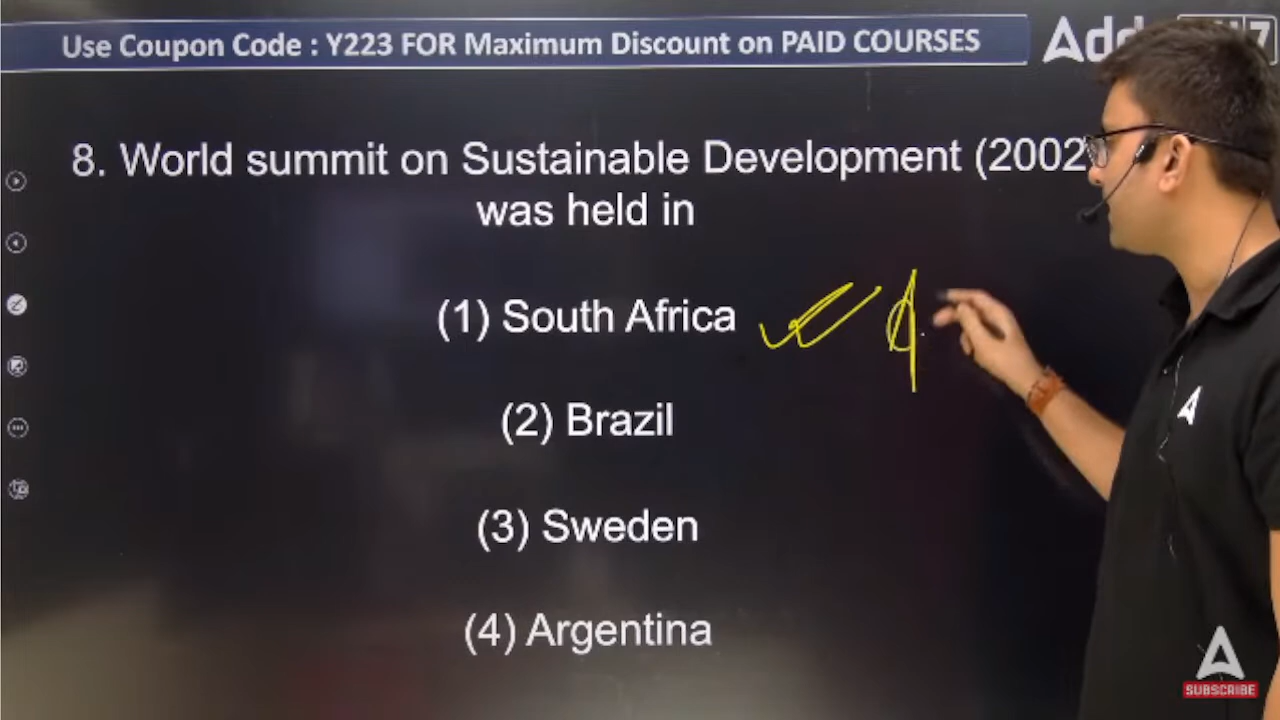 Use Coupon Code : Y223 FOR Maximum Discount on PAID COURSES
8. World summit on Sustainable Development (2002
was held in
(1) South Africa
(2) Brazil
(3) Sweden
(4) Argentina
SUBSCRIBE